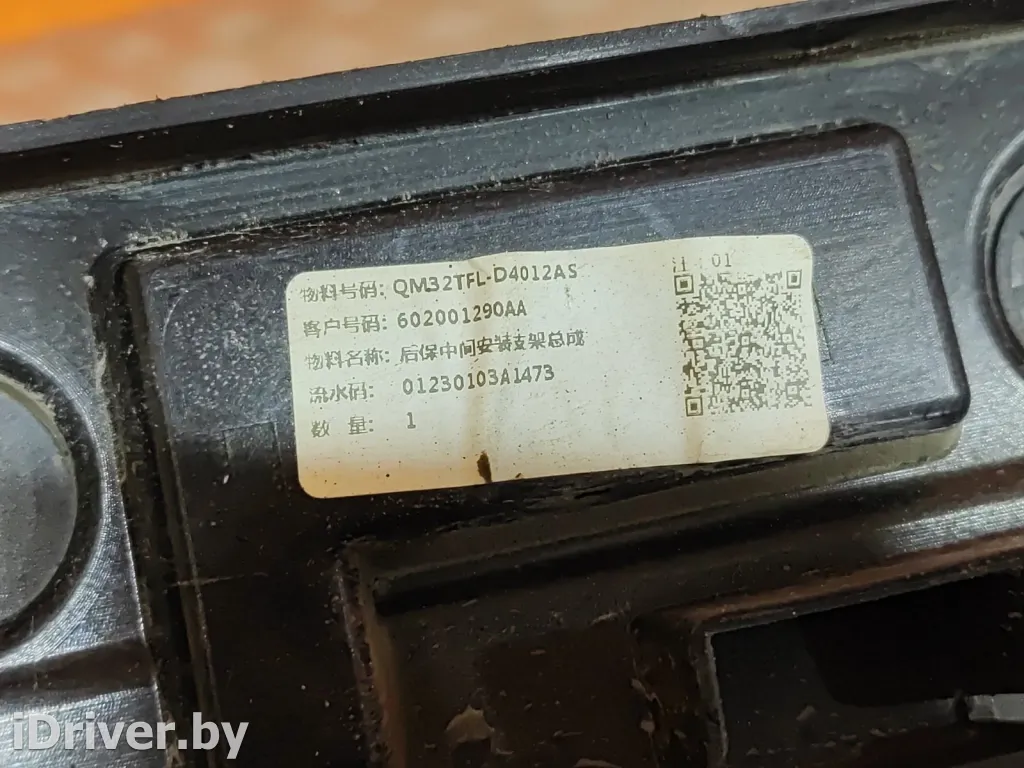 物料号码: QM32TFL-D4012AS
客户号码: 602001290AA
物料名称: 后保中间安装支架总成
流水码: 01230103A1473
数 量: 1
01
iDriver.by